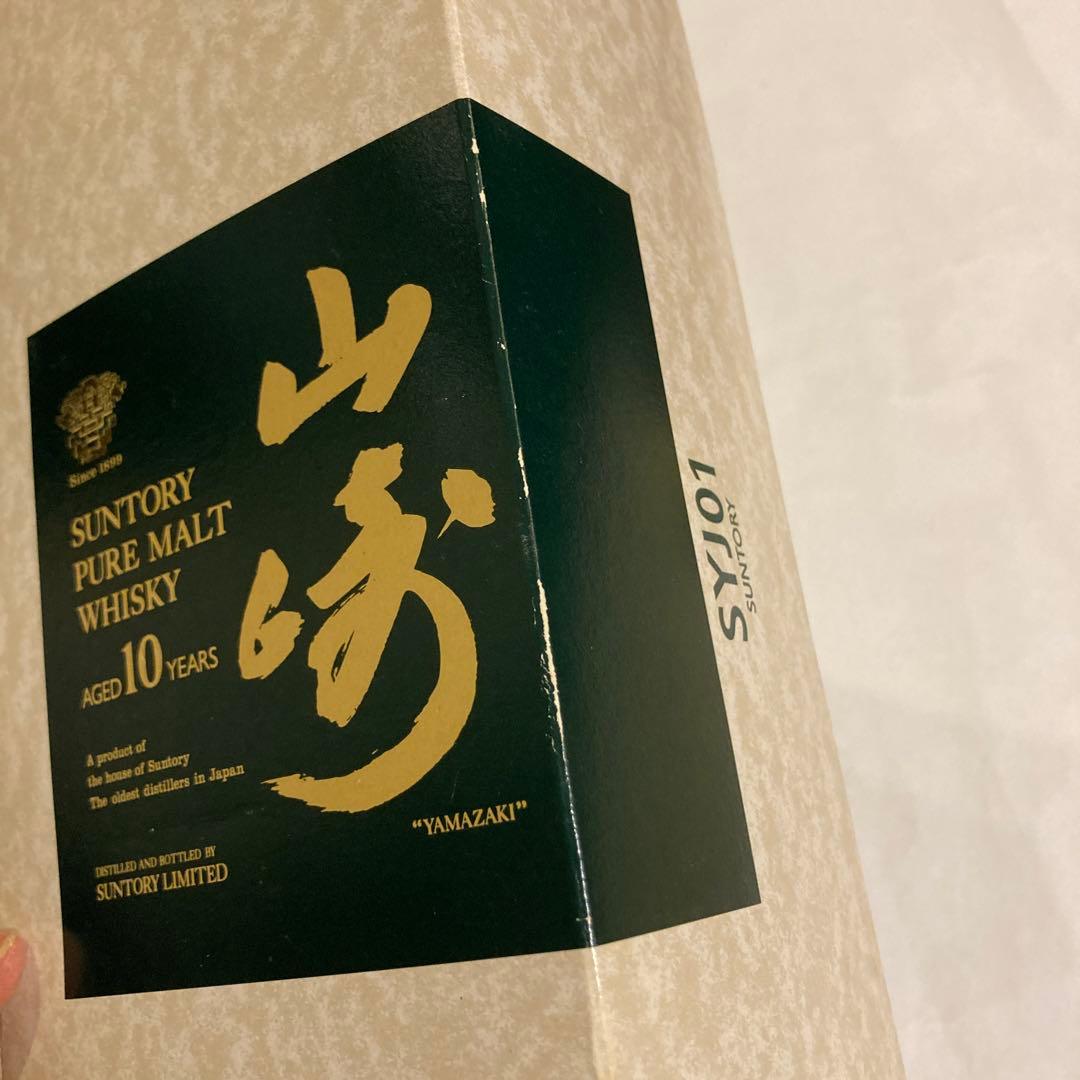 山崎
Since 1899
SUNTORY
PURE MALT
WHISKY
AGED 10 YEARS
A product of
the house of Suntory
The oldest distillers in Japan
"YAMAZAKI"
DISTILLED AND BOTTLED BY
SUNTORY LIMITED
SYJ01
SUNTORY